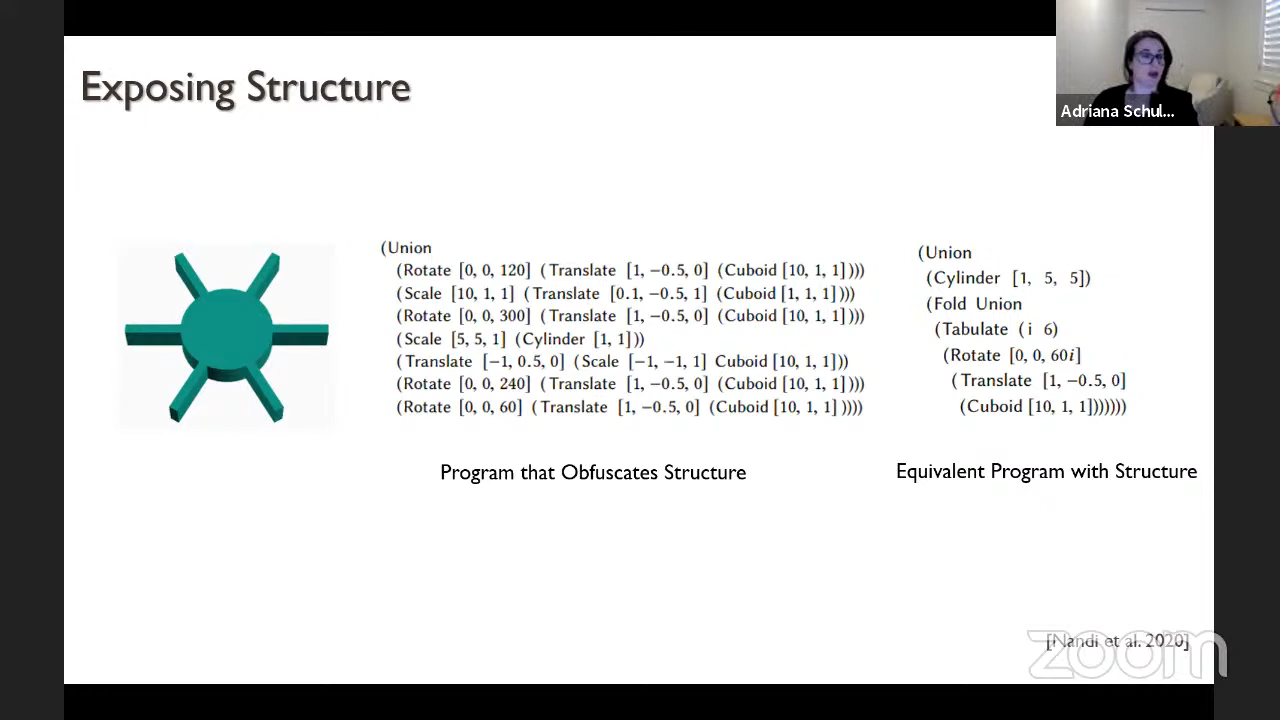 Exposing Structure
Adriana Schul...
(Union
(Rotate [0, 0, 120] (Translate [1, −0.5, 0] (Cuboid [10, 1, 1] )))
(Scale [10, 1, 1] (Translate [0.1, −0.5, 1] (Cuboid [1, 1, 1])))
(Rotate [0, 0, 300] (Translate [1, −0.5, 0] (Cuboid [10, 1, 1] )))
(Scale [5, 5, 1] (Cylinder [1, 1]))
(Translate [−1, 0.5, 0] (Scale [−1, −1, 1] Cuboid [10, 1, 1]))
(Rotate [0, 0, 240] (Translate [1, −0.5, 0] (Cuboid [10, 1, 1] )))
(Rotate [0, 0, 60] (Translate [1, −0.5, 0] (Cuboid [10, 1, 1] ))))
Program that Obfuscates Structure
(Union
(Cylinder [1, 5, 5])
(Fold Union
(Tabulate (i 6)
(Rotate [0, 0, 60i]
(Translate [1, −0.5, 0]
(Cuboid [10, 1, 1]))))))
Equivalent Program with Structure
[Nandi et al. 2020]
zoom